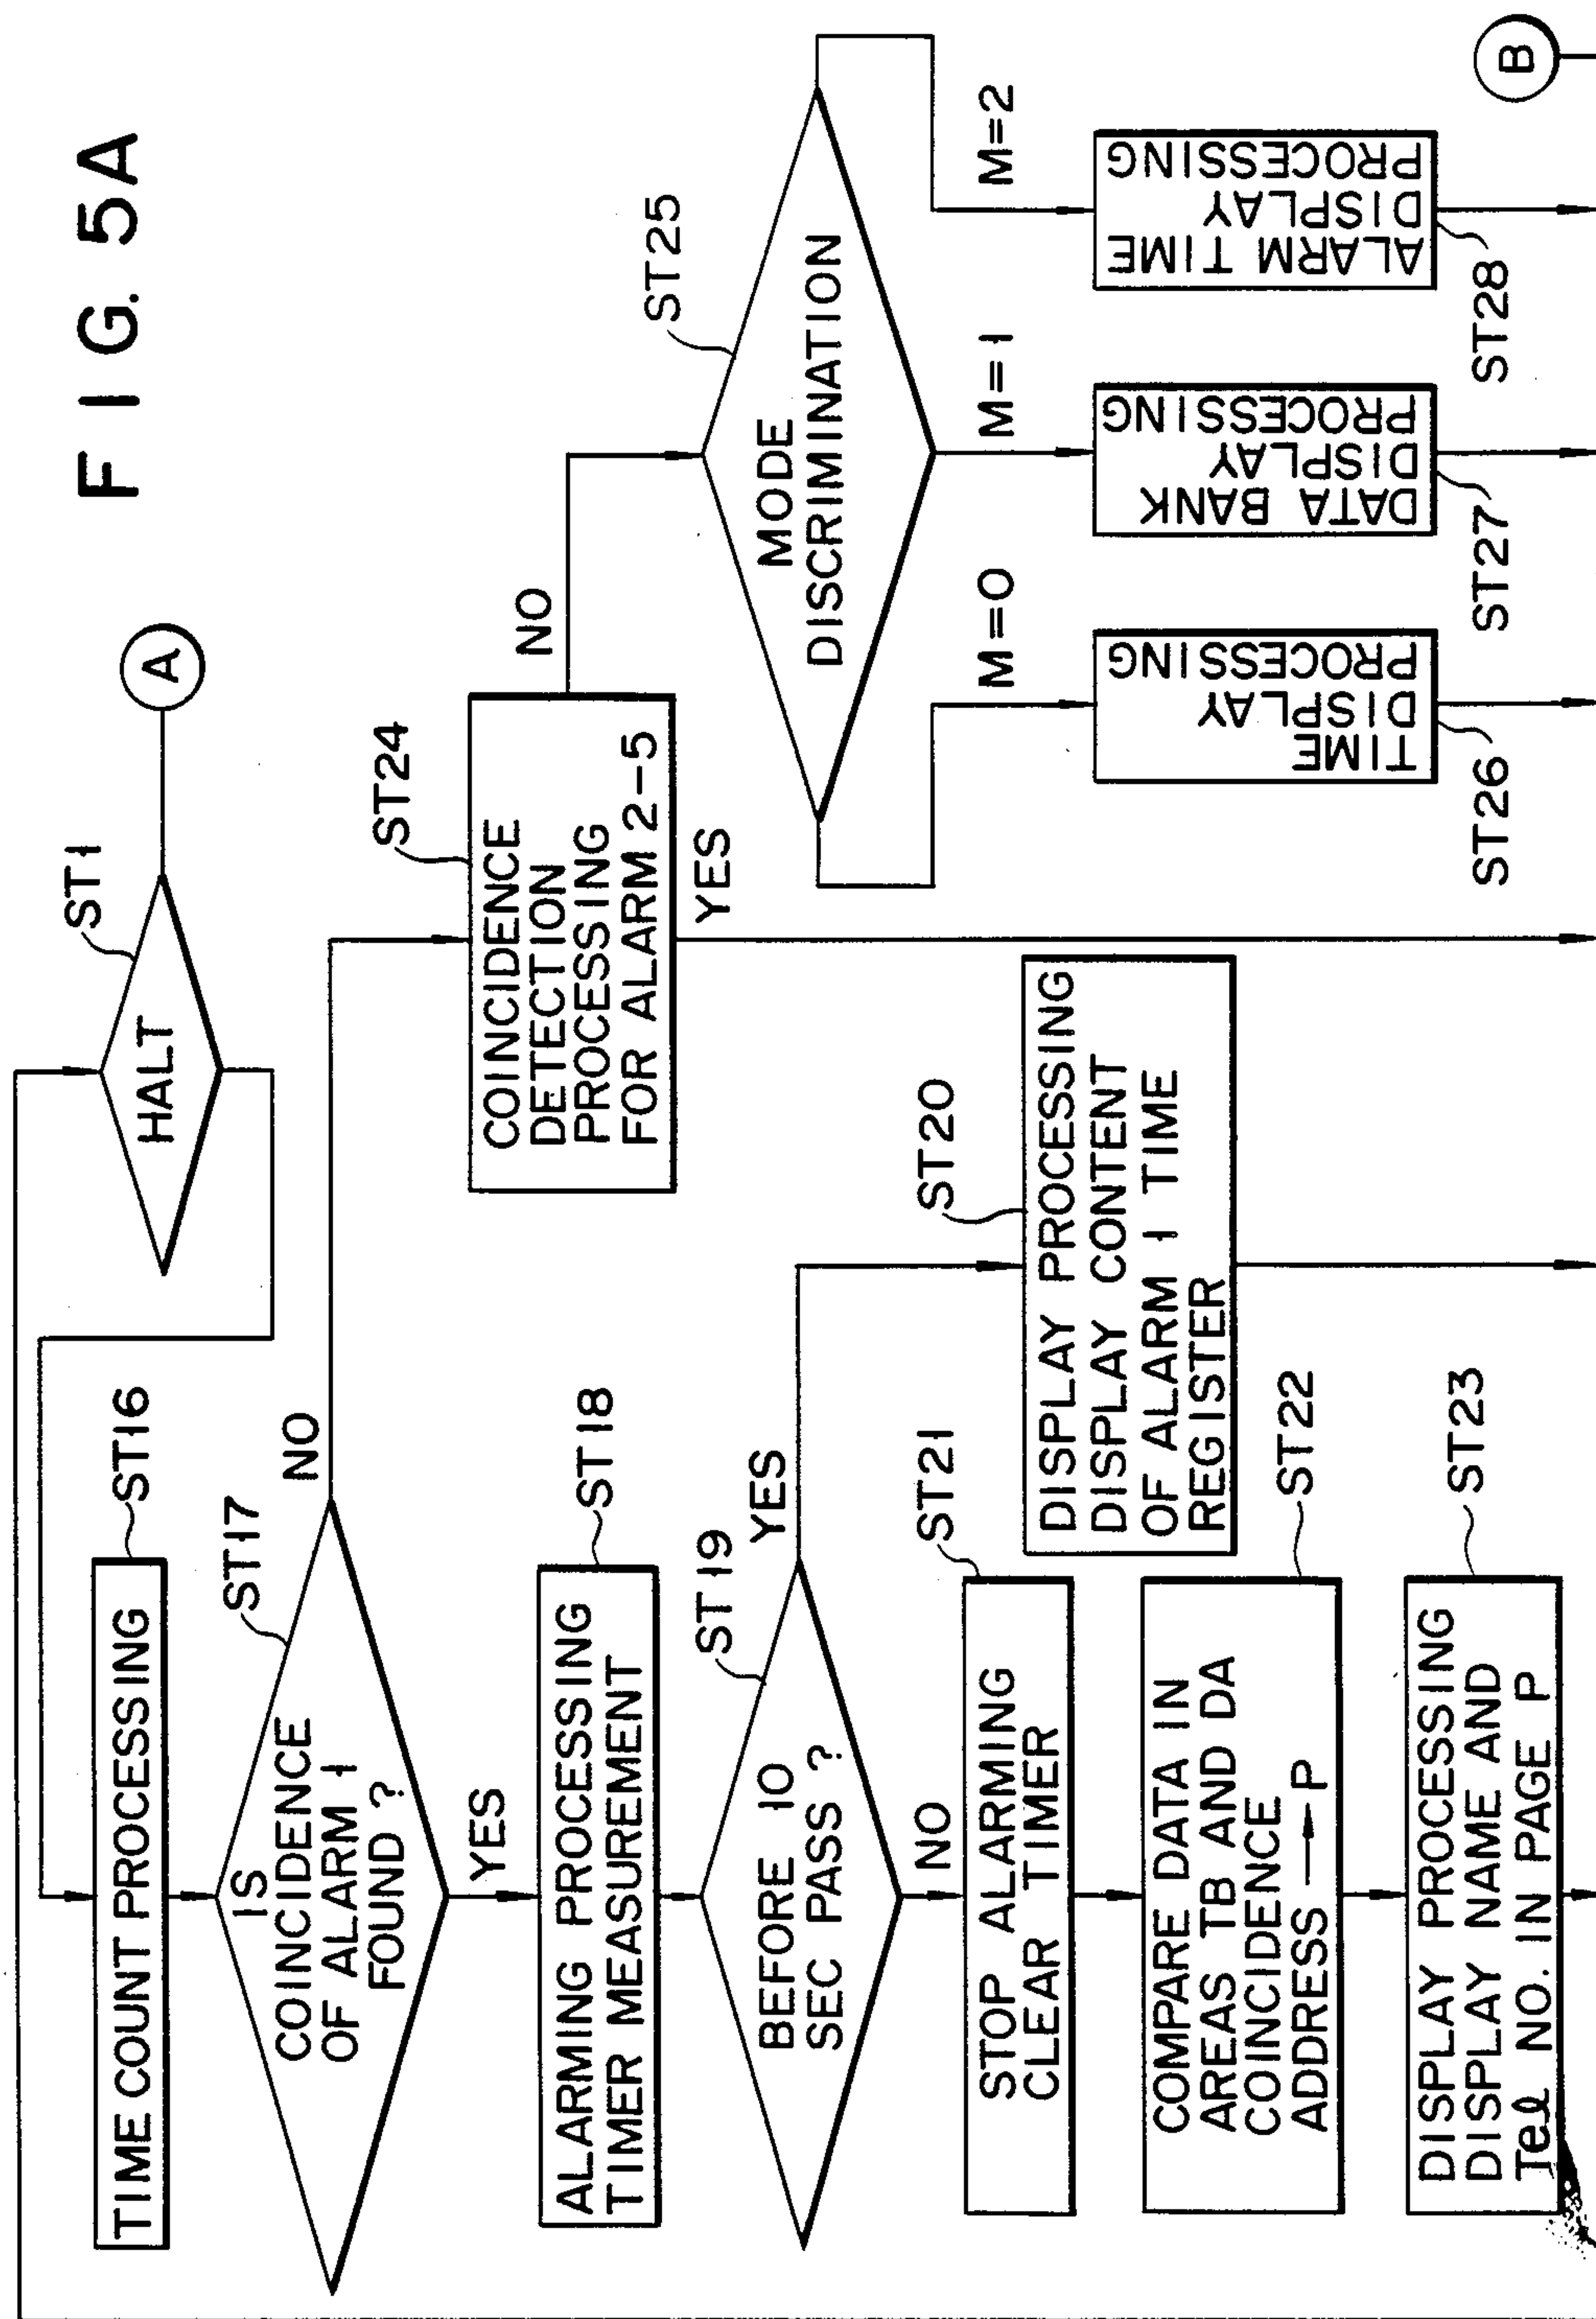 F I G. 5A
ST1
HALT
A
ST16
TIME COUNT PROCESSING
ST17
IS
COINCIDENCE
OF ALARM 1
FOUND ?
NO
YES
ST18
ALARMING PROCESSING
TIMER MEASUREMENT
ST19
BEFORE 10
SEC PASS ?
YES
NO
ST20
DISPLAY PROCESSING
DISPLAY CONTENT
OF ALARM 1 TIME
REGISTER
ST21
STOP ALARMING
CLEAR TIMER
ST22
COMPARE DATA IN
AREAS TB AND DA
COINCIDENCE
ADDRESS → P
ST23
DISPLAY PROCESSING
DISPLAY NAME AND
Tel NO. IN PAGE P
ST24
COINCIDENCE
DETECTION
PROCESSING
FOR ALARM 2-5
NO
YES
ST25
MODE
DISCRIMINATION
M=0
M=1
M=2
TIME
DISPLAY
PROCESSING
ST26
DATA BANK
DISPLAY
PROCESSING
ST27
ALARM TIME
DISPLAY
PROCESSING
ST28
B